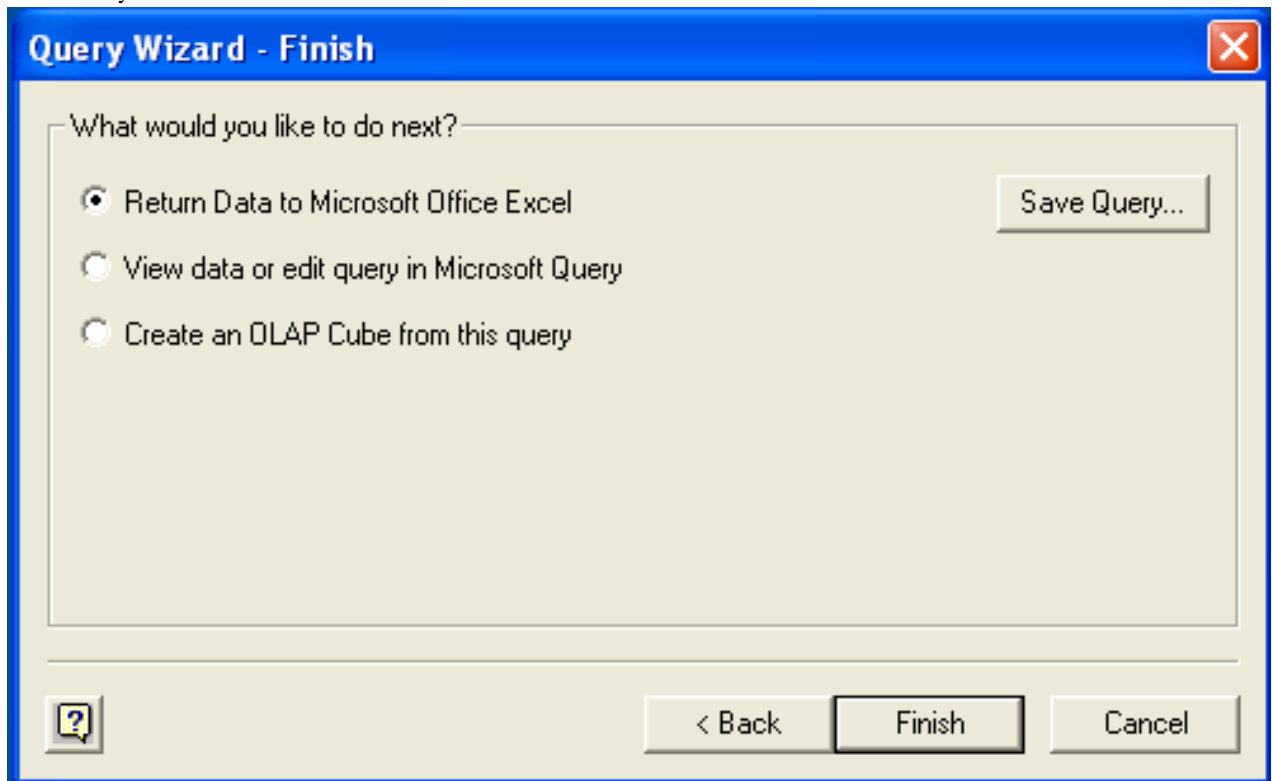 Query Wizard - Finish
What would you like to do next?
Return Data to Microsoft Office Excel
Save Query...
View data or edit query in Microsoft Query
Create an OLAP Cube from this query
?
< Back
Finish
Cancel